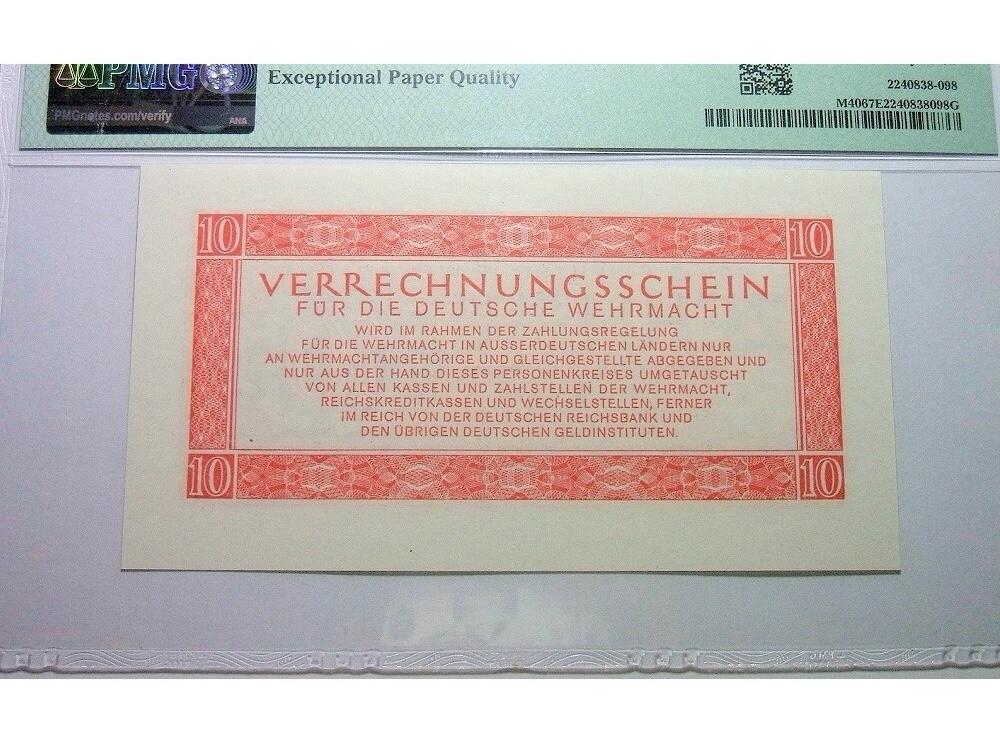 PMG
Exceptional Paper Quality
PMGnotes.com/verify
ANA
2240838-098
M4067E2240838098G
10 10
VERRECHNUNGSSCHEIN
FÜR DIE DEUTSCHE WEHRMACHT
WIRD IM RAHMEN DER ZAHLUNGSREGELUNG
FÜR DIE WEHRMACHT IN AUSSERDEUTSCHEN LÄNDERN NUR
AN WEHRMACHTANGEHÖRIGE UND GLEICHGESTELLTE ABGEGEBEN UND
NUR AUS DER HAND DIESES PERSONENKREISES UMGETAUSCHT
VON ALLEN KASSEN UND ZAHLSTELLEN DER WEHRMACHT,
REICHSKREDITKASSEN UND WECHSELSTELLEN, FERNER
IM REICH VON DER DEUTSCHEN REICHSBANK UND
DEN ÜBRIGEN DEUTSCHEN GELDINSTITUTEN.
10 10